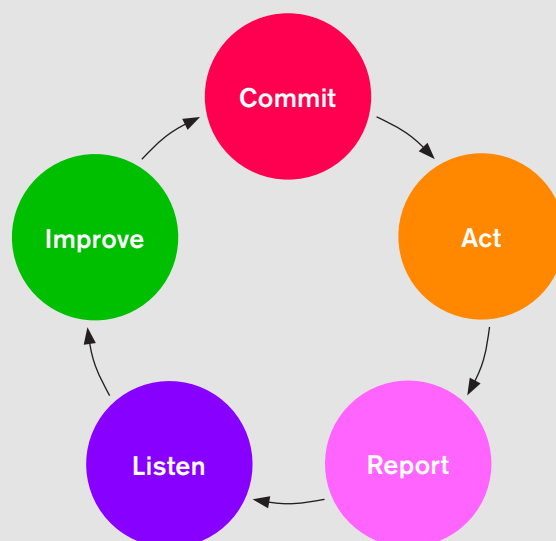 Commit
Act
Report
Listen
Improve